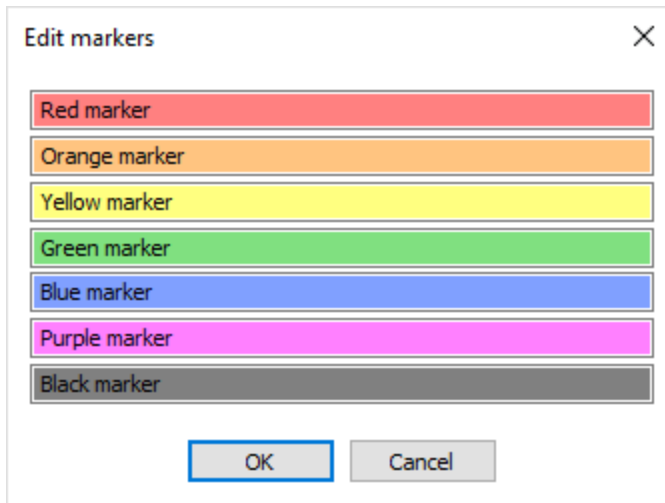 Edit markers
Red marker
Orange marker
Yellow marker
Green marker
Blue marker
Purple marker
Black marker
OK Cancel